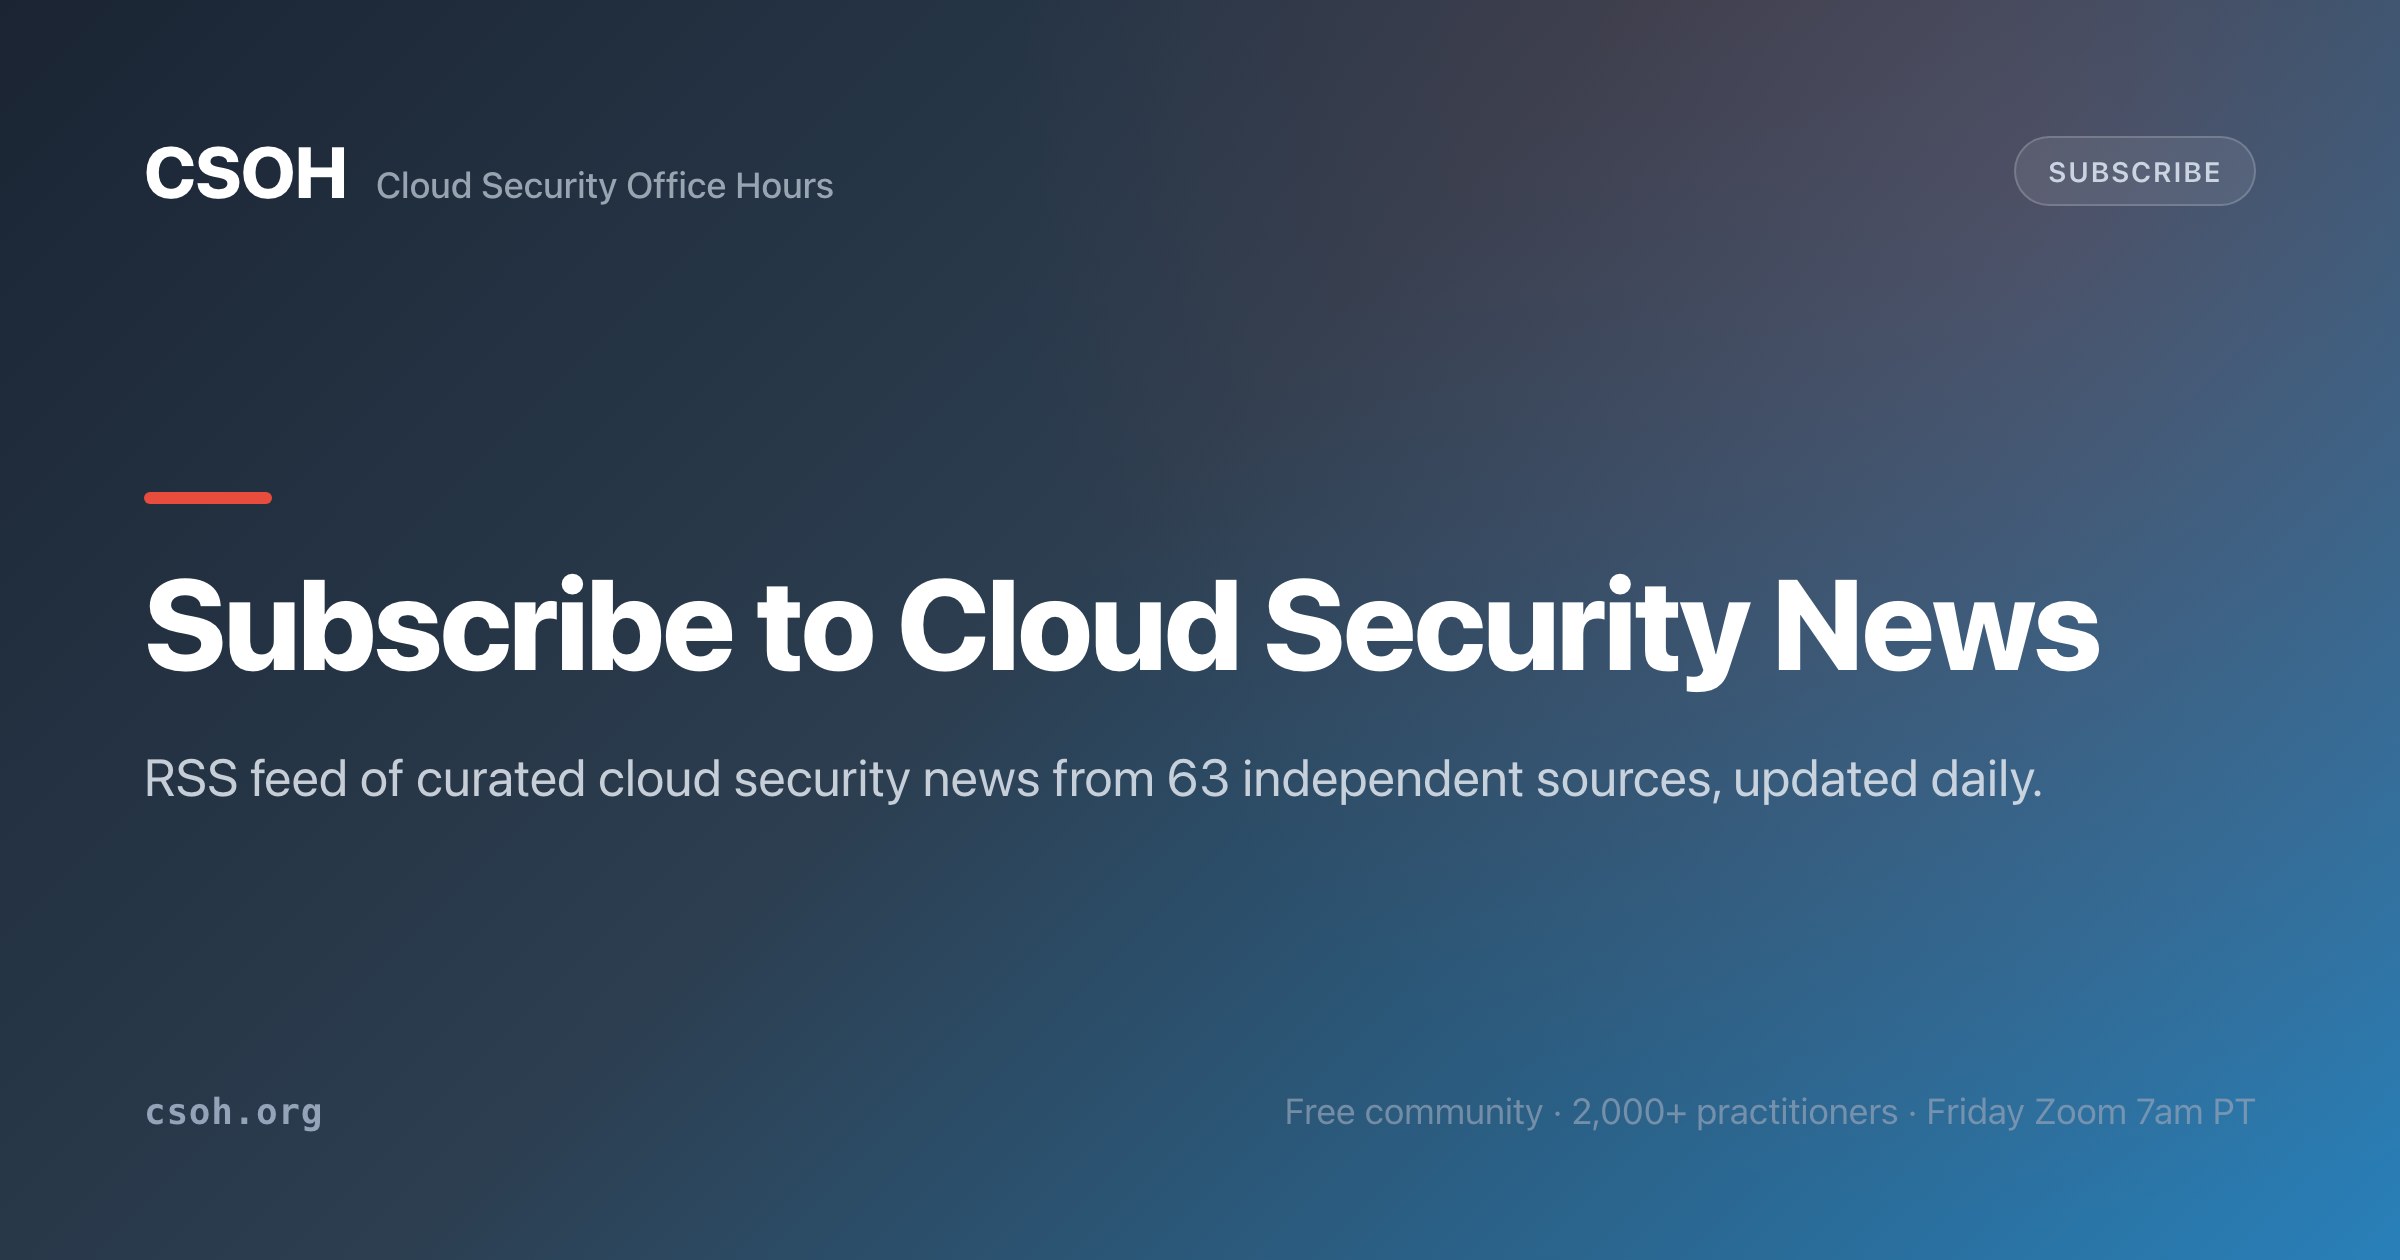 CSOH Cloud Security Office Hours
SUBSCRIBE
Subscribe to Cloud Security News
RSS feed of curated cloud security news from 63 independent sources, updated daily.
csoh.org
Free community · 2,000+ practitioners · Friday Zoom 7am PT